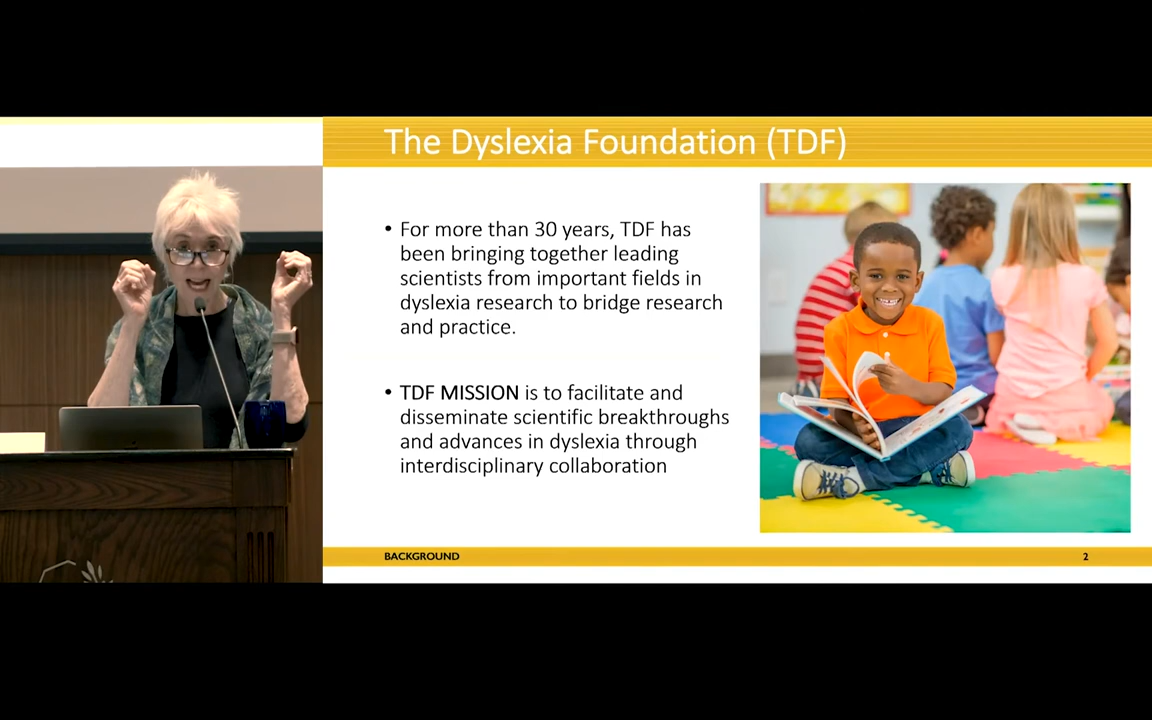 The Dyslexia Foundation (TDF)
• For more than 30 years, TDF has
been bringing together leading
scientists from important fields in
dyslexia research to bridge research
and practice.
• TDF MISSION is to facilitate and
disseminate scientific breakthroughs
and advances in dyslexia through
interdisciplinary collaboration
BACKGROUND
2